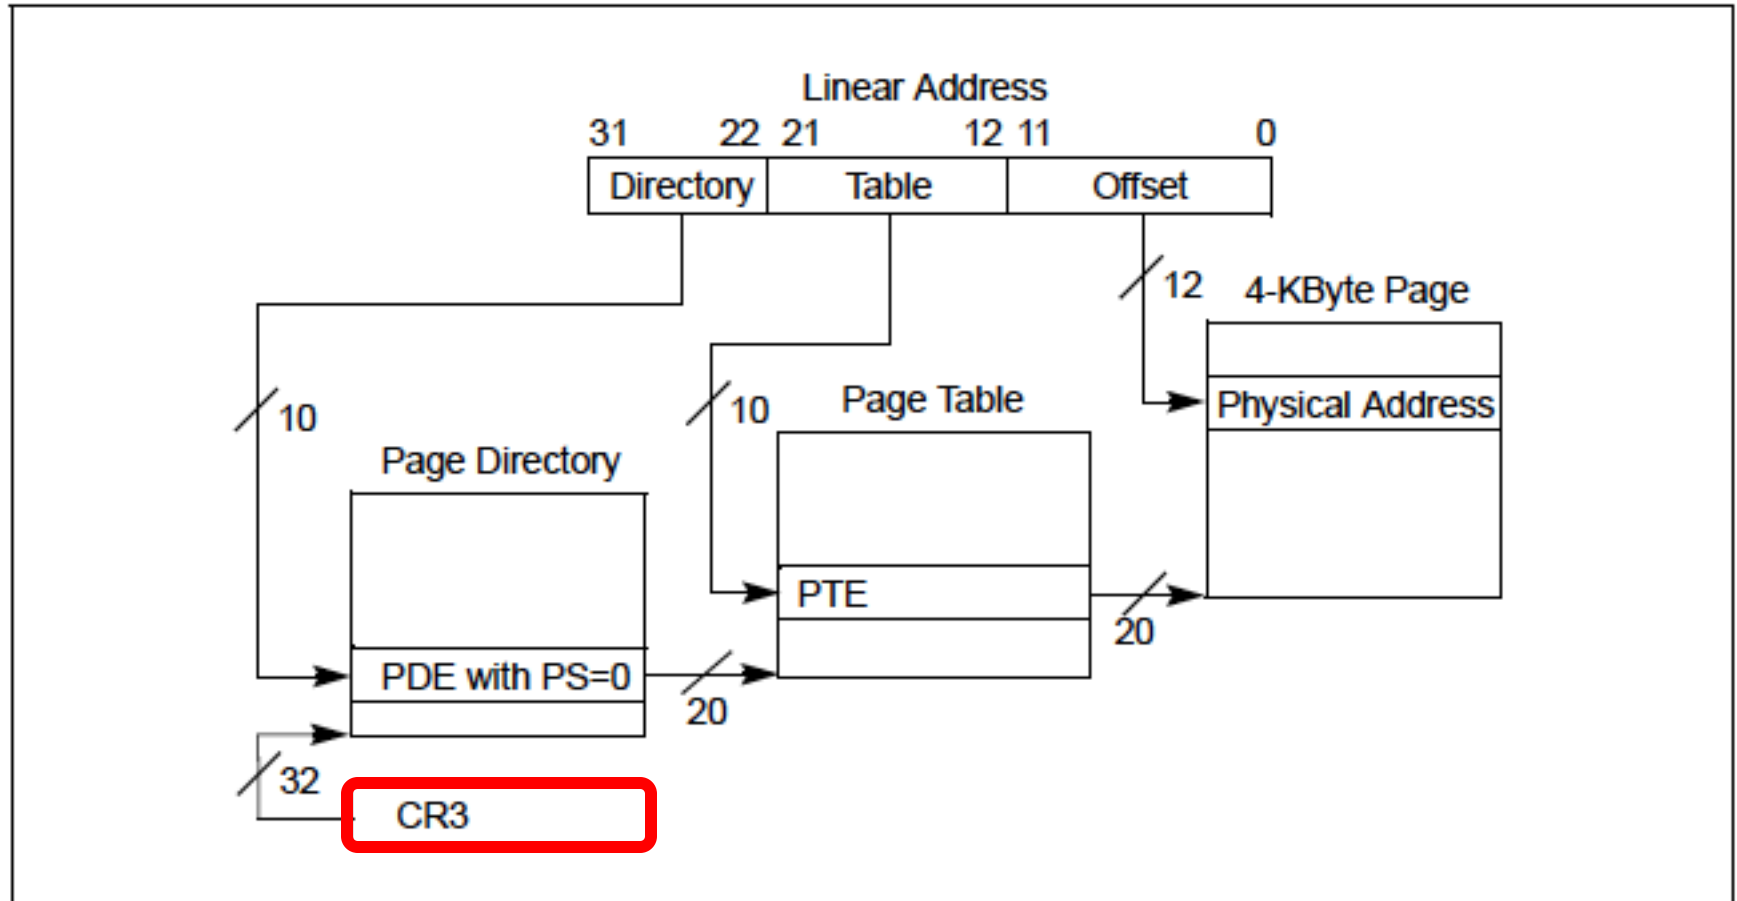 Linear Address
31 22 21 12 11 0
Directory Table Offset
12
4-KByte Page
10
10
Page Table
Physical Address
Page Directory
PTE
20
PDE with PS=0
20
32
CR3